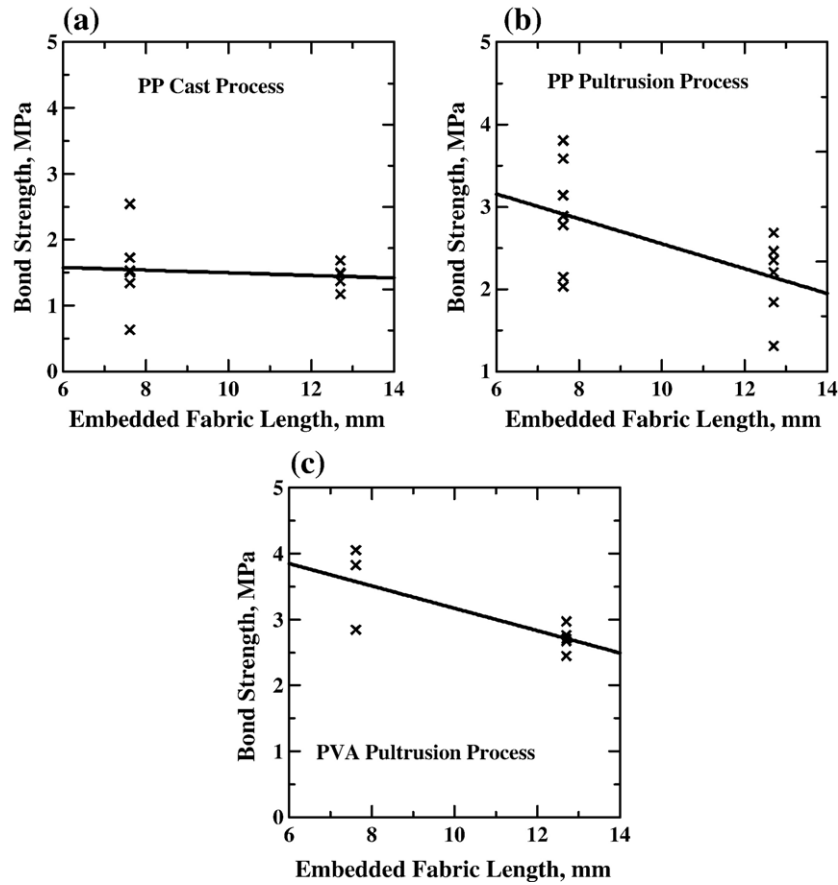 (a)
PP Cast Process
Bond Strength, MPa
5
4
3
2
1
0
6 8 10 12 14
Embedded Fabric Length, mm
(b)
PP Pultrusion Process
Bond Strength, MPa
5
4
3
2
1
6 8 10 12 14
Embedded Fabric Length, mm
(c)
PVA Pultrusion Process
Bond Strength, MPa
5
4
3
2
1
0
6 8 10 12 14
Embedded Fabric Length, mm